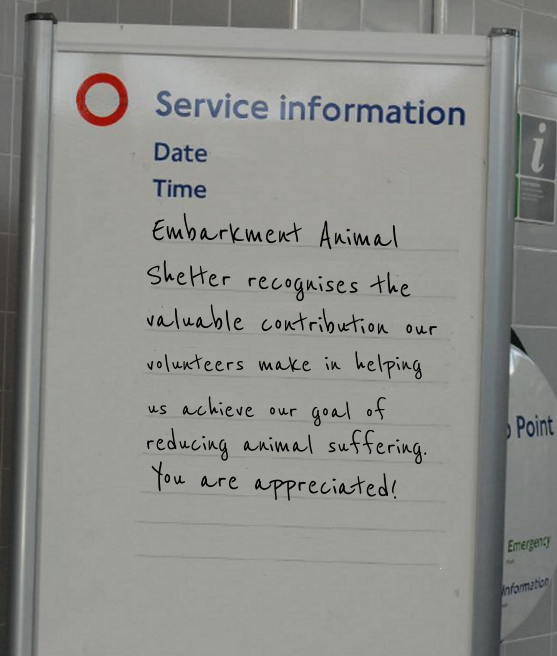 Service information
Date
Time
Embarkment Animal
Shelter recognises the
valuable contribution our
volunteers make in helping
us achieve our goal of
reducing animal suffering.
You are appreciated!
i
Point
Emergency
Information